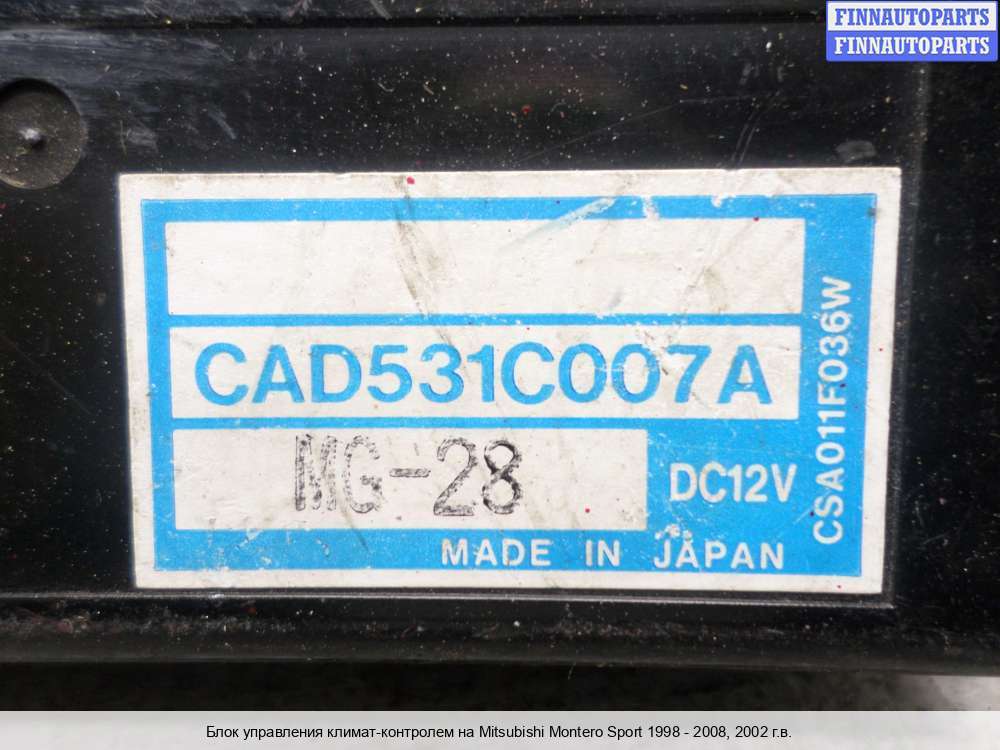 FINNAUTOPARTS
FINNAUTOPARTS
CAD531C007A
MG-28
DC12V
CSA011F036W
MADE IN JAPAN
Блок управления климат-контролем на Mitsubishi Montero Sport 1998 - 2008, 2002 г.в.